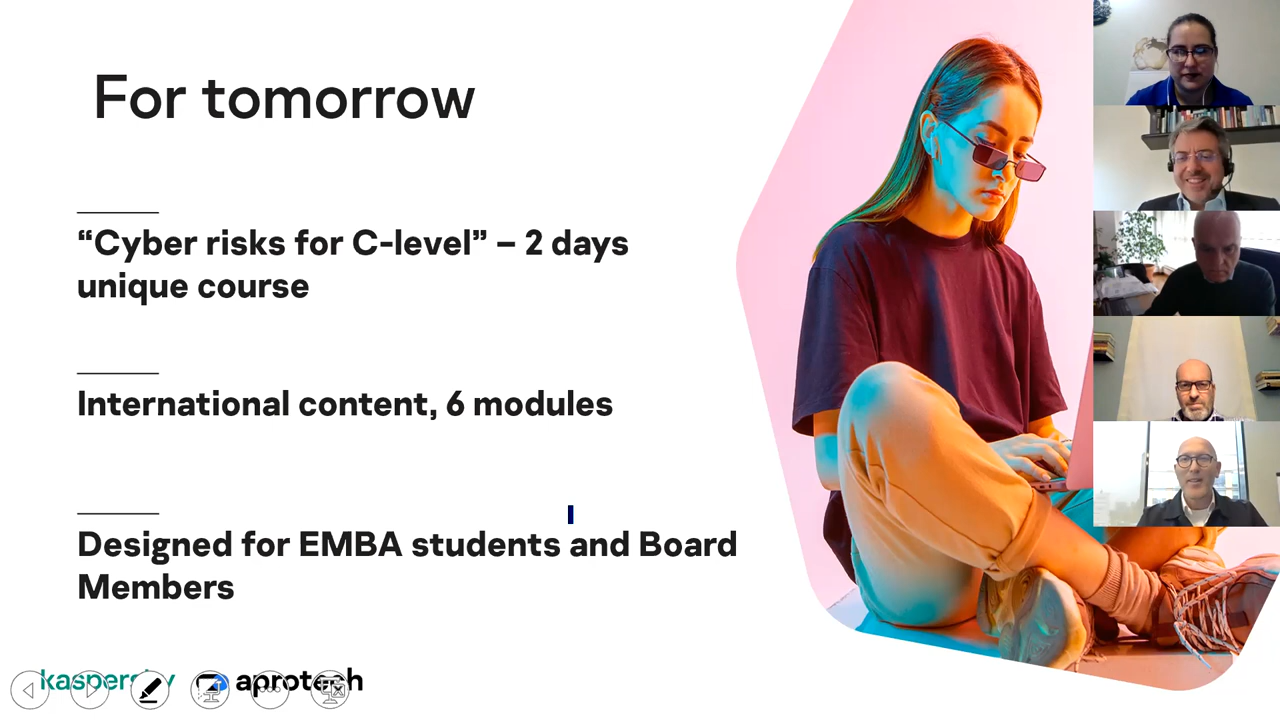 For tomorrow
“Cyber risks for C-level” – 2 days
unique course
International content, 6 modules
Designed for EMBA students and Board
Members
kaspersky aprotech